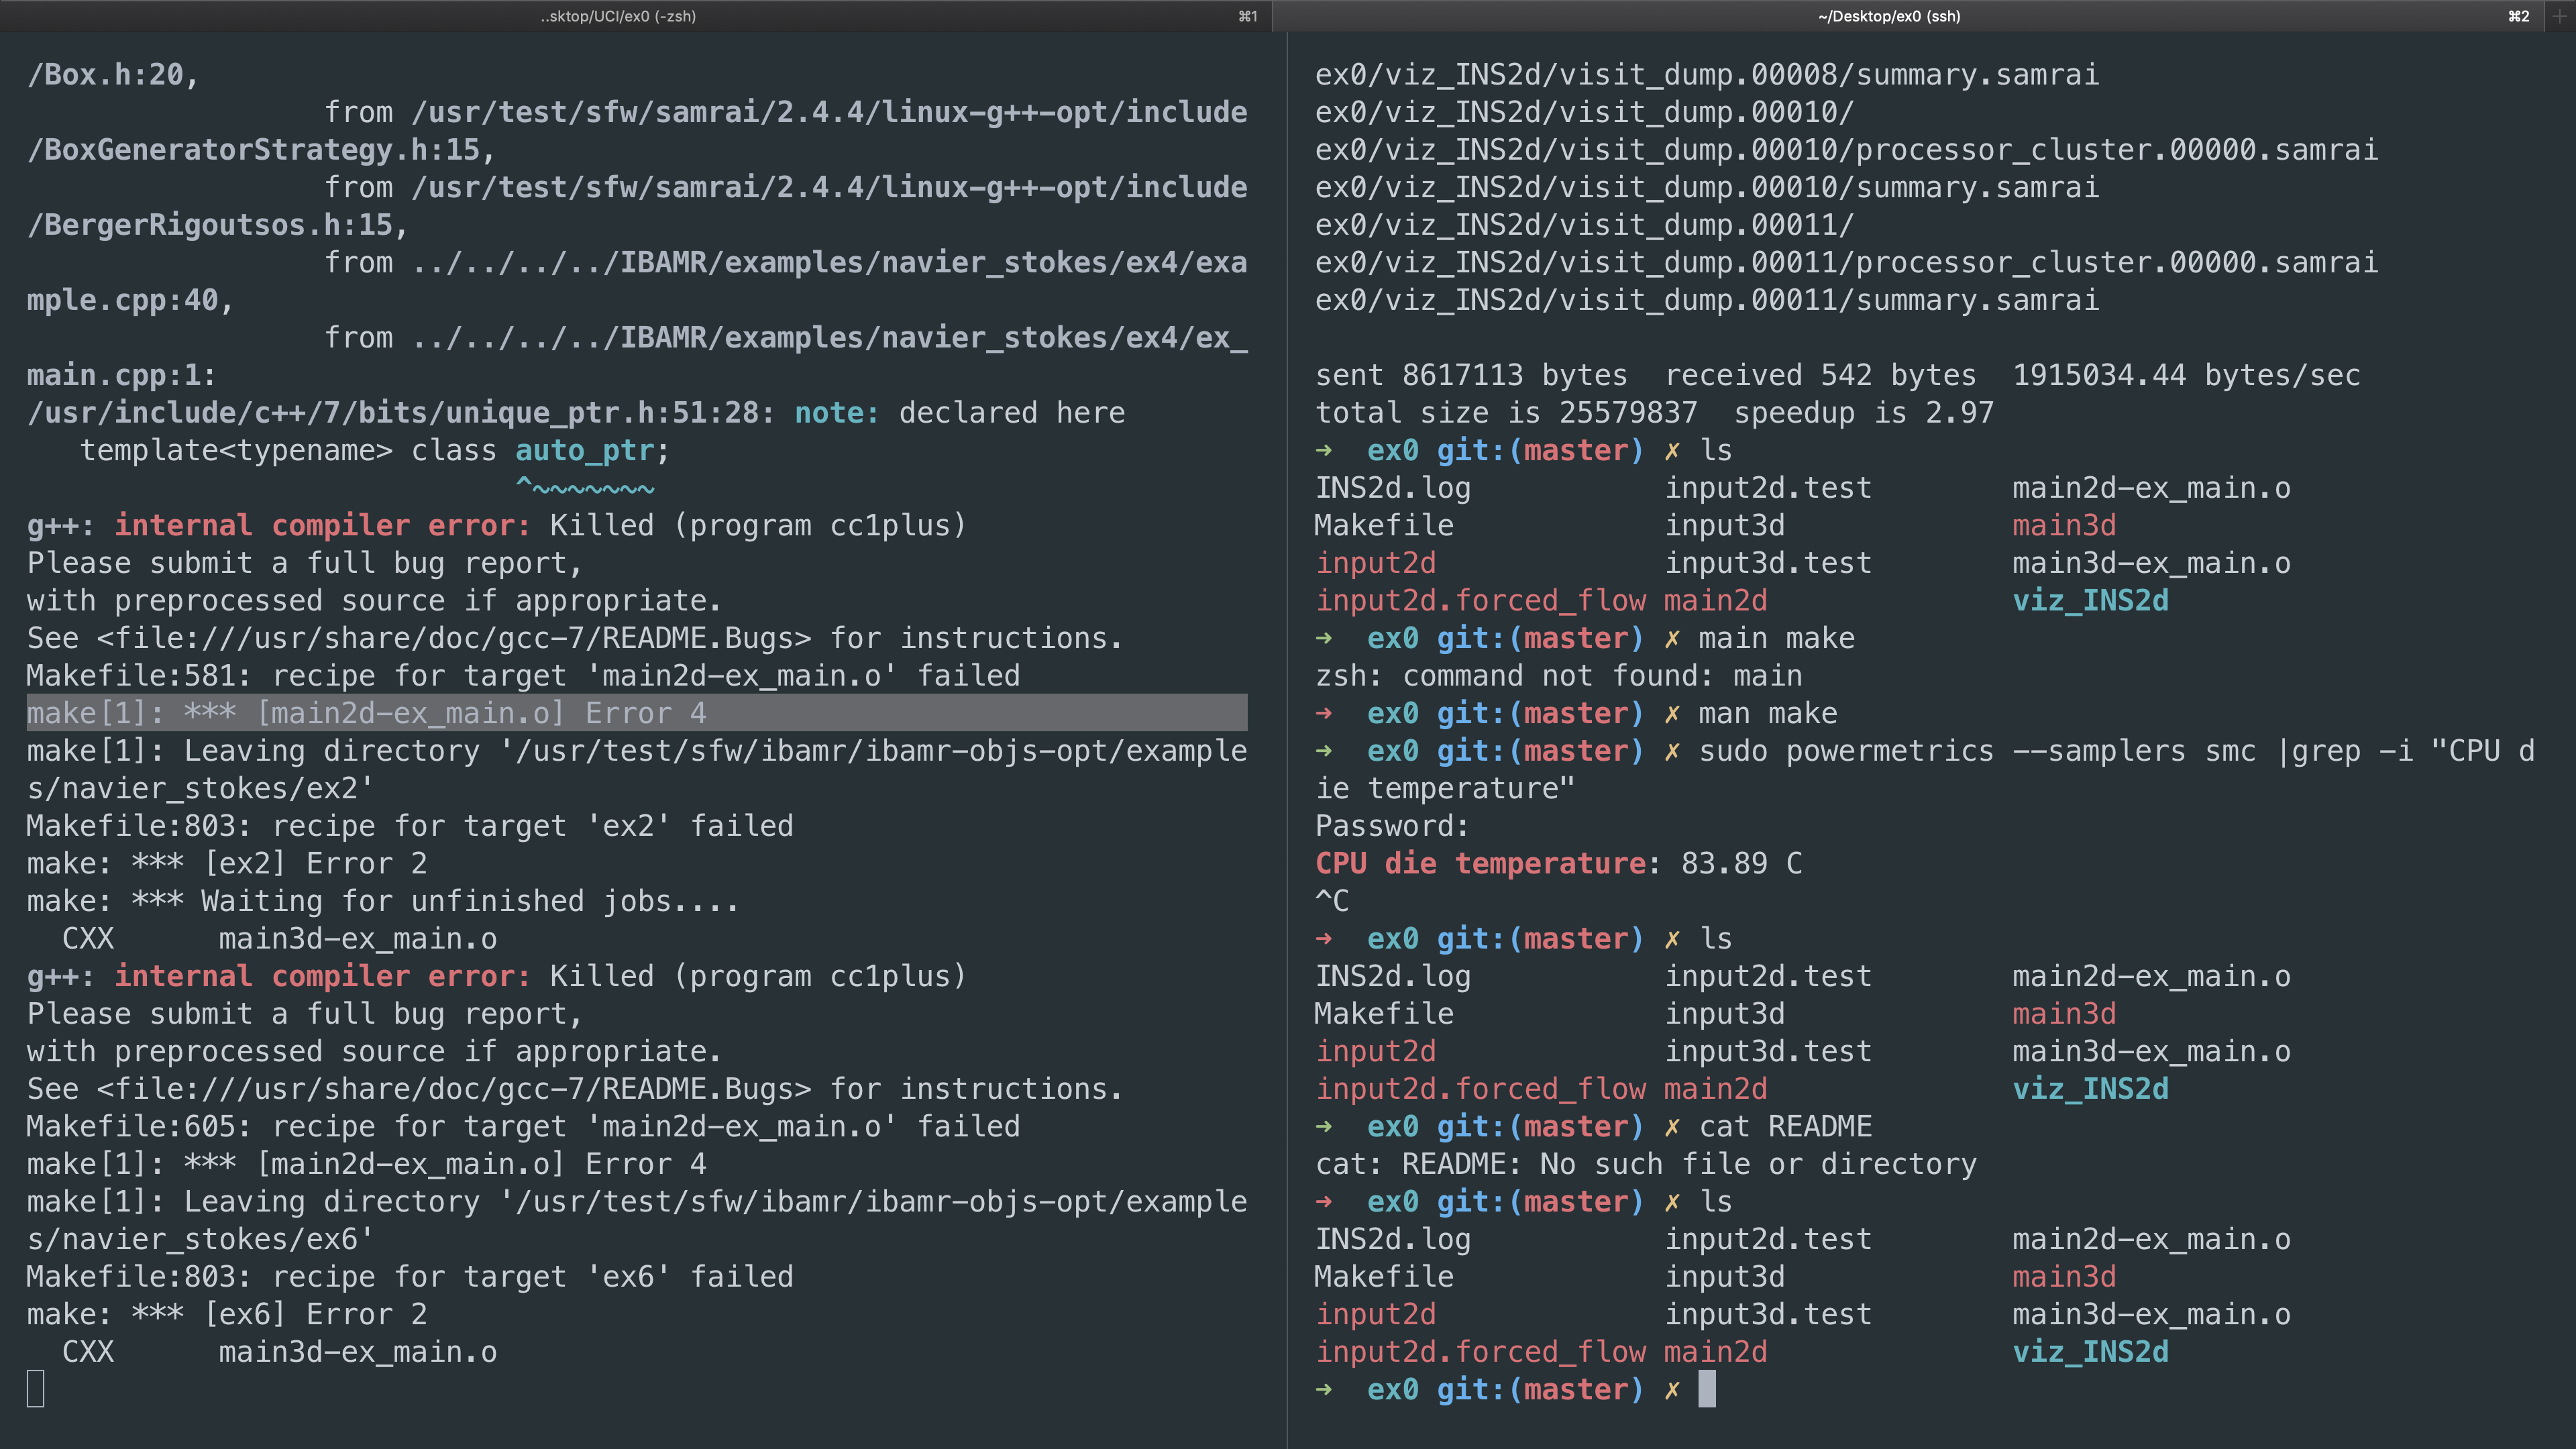 ..sktop/UCI/ex0 (-zsh) ⌘1
/Box.h:20,
                 from /usr/test/sfw/samrai/2.4.4/linux-g++-opt/include
/BoxGeneratorStrategy.h:15,
                 from /usr/test/sfw/samrai/2.4.4/linux-g++-opt/include
/BergerRigoutsos.h:15,
                 from ../../../../IBAMR/examples/navier_stokes/ex4/exa
mple.cpp:40,
                 from ../../../../IBAMR/examples/navier_stokes/ex4/ex_
main.cpp:1:
/usr/include/c++/7/bits/unique_ptr.h:51:28: note: declared here
   template<typename> class auto_ptr;
                            ^~~~~~~~
g++: internal compiler error: Killed (program cc1plus)
Please submit a full bug report,
with preprocessed source if appropriate.
See <file:///usr/share/doc/gcc-7/README.Bugs> for instructions.
Makefile:581: recipe for target 'main2d-ex_main.o' failed
make[1]: *** [main2d-ex_main.o] Error 4
make[1]: Leaving directory '/usr/test/sfw/ibamr/ibamr-objs-opt/example
s/navier_stokes/ex2'
Makefile:803: recipe for target 'ex2' failed
make: *** [ex2] Error 2
make: *** Waiting for unfinished jobs....
  CXX      main3d-ex_main.o
g++: internal compiler error: Killed (program cc1plus)
Please submit a full bug report,
with preprocessed source if appropriate.
See <file:///usr/share/doc/gcc-7/README.Bugs> for instructions.
Makefile:605: recipe for target 'main2d-ex_main.o' failed
make[1]: *** [main2d-ex_main.o] Error 4
make[1]: Leaving directory '/usr/test/sfw/ibamr/ibamr-objs-opt/example
s/navier_stokes/ex6'
Makefile:803: recipe for target 'ex6' failed
make: *** [ex6] Error 2
  CXX      main3d-ex_main.o
~/Desktop/ex0 (ssh) ⌘2
ex0/viz_INS2d/visit_dump.00008/summary.samrai
ex0/viz_INS2d/visit_dump.00010/
ex0/viz_INS2d/visit_dump.00010/processor_cluster.00000.samrai
ex0/viz_INS2d/visit_dump.00010/summary.samrai
ex0/viz_INS2d/visit_dump.00011/
ex0/viz_INS2d/visit_dump.00011/processor_cluster.00000.samrai
ex0/viz_INS2d/visit_dump.00011/summary.samrai
sent 8617113 bytes  received 542 bytes  1915034.44 bytes/sec
total size is 25579837  speedup is 2.97
➜  ex0 git:(master) ✗ ls
INS2d.log           input2d.test        main2d-ex_main.o
Makefile            input3d             main3d
input2d             input3d.test        main3d-ex_main.o
input2d.forced_flow main2d              viz_INS2d
➜  ex0 git:(master) ✗ main make
zsh: command not found: main
➜  ex0 git:(master) ✗ man make
➜  ex0 git:(master) ✗ sudo powermetrics --samplers smc |grep -i "CPU d
ie temperature"
Password:
CPU die temperature: 83.89 C
^C
➜  ex0 git:(master) ✗ ls
INS2d.log           input2d.test        main2d-ex_main.o
Makefile            input3d             main3d
input2d             input3d.test        main3d-ex_main.o
input2d.forced_flow main2d              viz_INS2d
➜  ex0 git:(master) ✗ cat README
cat: README: No such file or directory
➜  ex0 git:(master) ✗ ls
INS2d.log           input2d.test        main2d-ex_main.o
Makefile            input3d             main3d
input2d             input3d.test        main3d-ex_main.o
input2d.forced_flow main2d              viz_INS2d
➜  ex0 git:(master) ✗